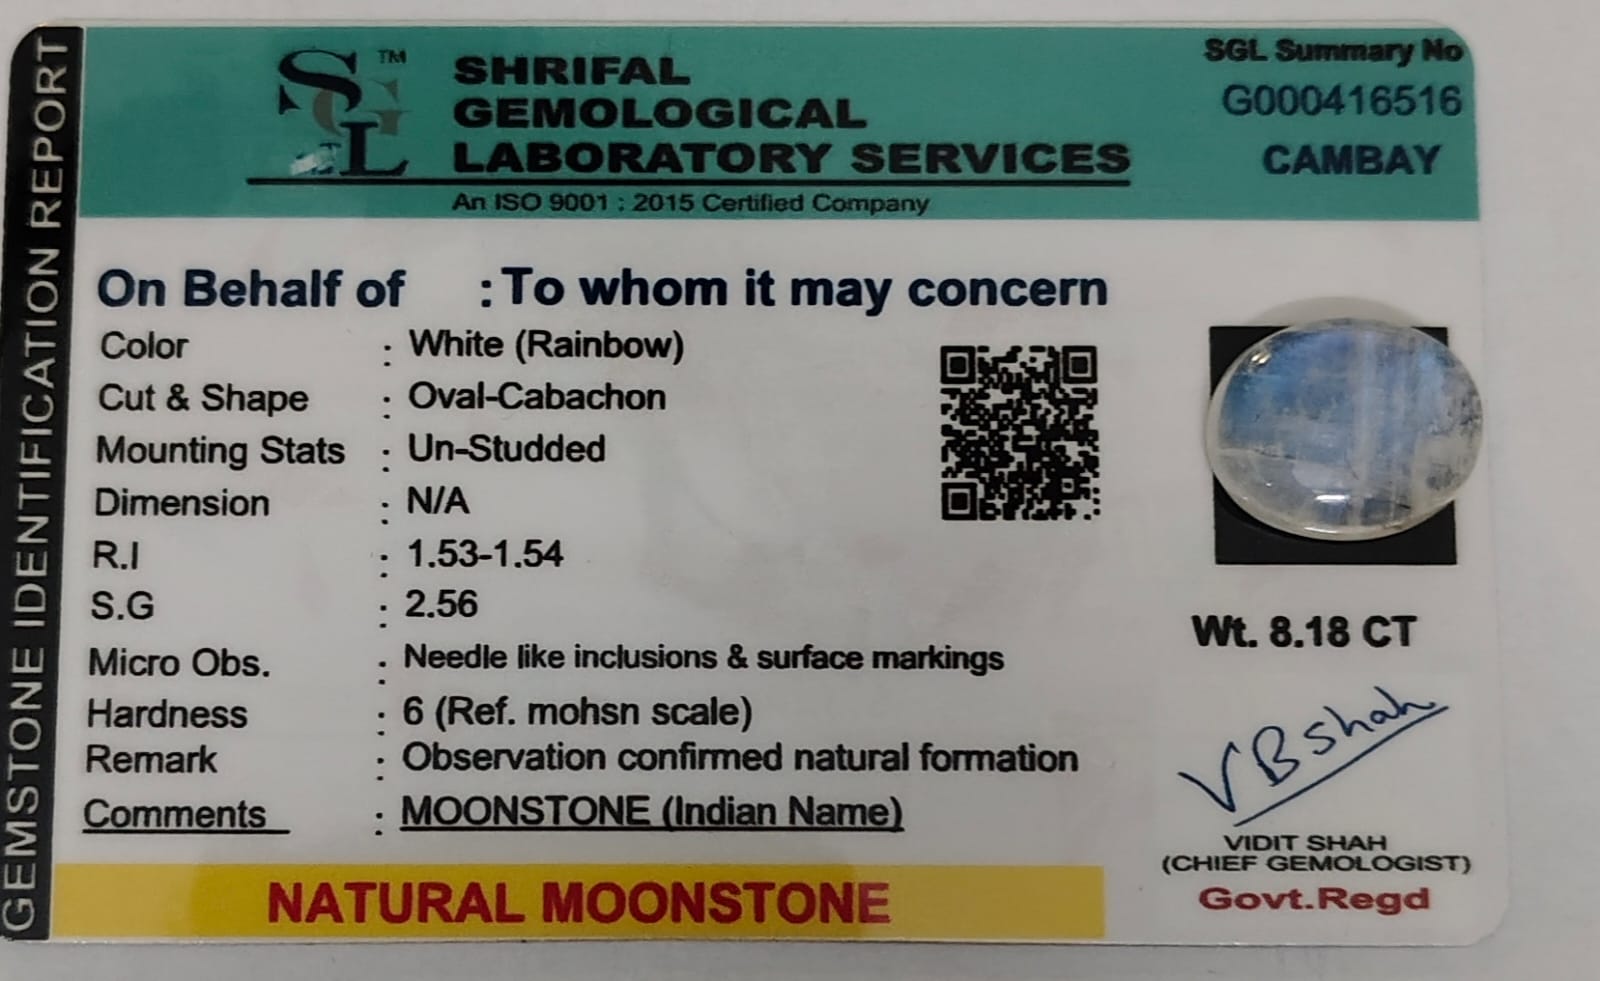 GEMSTONE IDENTIFICATION REPORT
SGL ™
SHRIFAL
GEMOLOGICAL
LABORATORY SERVICES
An ISO 9001 : 2015 Certified Company
SGL Summary No
G000416516
CAMBAY
On Behalf of : To whom it may concern
Color : White (Rainbow)
Cut & Shape : Oval-Cabachon
Mounting Stats : Un-Studded
Dimension : N/A
R.I : 1.53-1.54
S.G : 2.56
Micro Obs. : Needle like inclusions & surface markings
Hardness : 6 (Ref. mohsn scale)
Remark : Observation confirmed natural formation
Comments : MOONSTONE (Indian Name)
NATURAL MOONSTONE
Wt. 8.18 CT
VBshah
VIDIT SHAH
(CHIEF GEMOLOGIST)
Govt.Regd